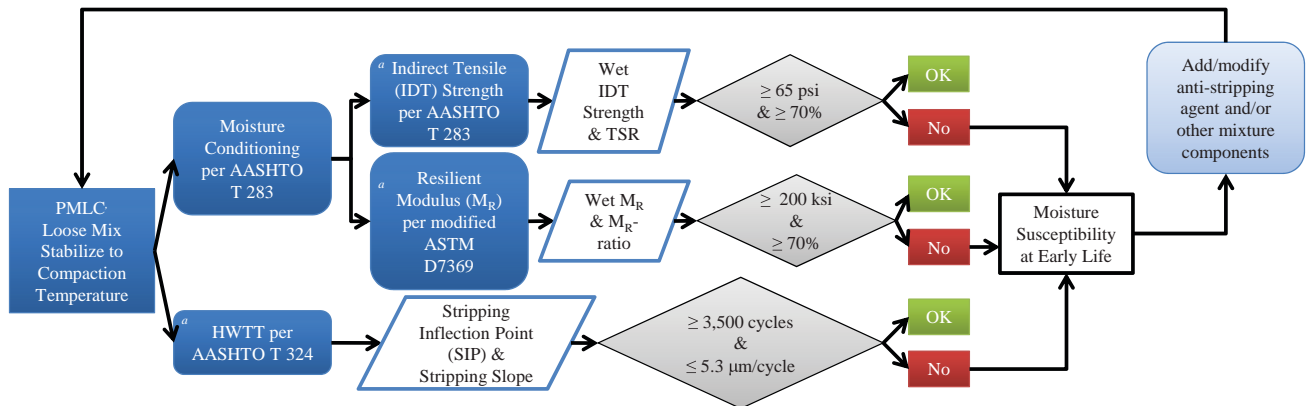 PMLC
Loose Mix
Stabilize to
Compaction
Temperature
Moisture
Conditioning
per AASHTO
T 283
a HWTT per
AASHTO T 324
a Indirect Tensile
(IDT) Strength
per AASHTO
T 283
a Resilient
Modulus (MR)
per modified
ASTM
D7369
Wet
IDT
Strength
& TSR
Wet MR
& MR-
ratio
Stripping
Inflection Point
(SIP) &
Stripping Slope
≥ 65 psi
& ≥ 70%
≥ 200 ksi
&
≥ 70%
≥ 3,500 cycles
&
≤ 5.3 μm/cycle
OK
No
OK
No
OK
No
Moisture
Susceptibility
at Early Life
Add/modify
anti-stripping
agent and/or
other mixture
components